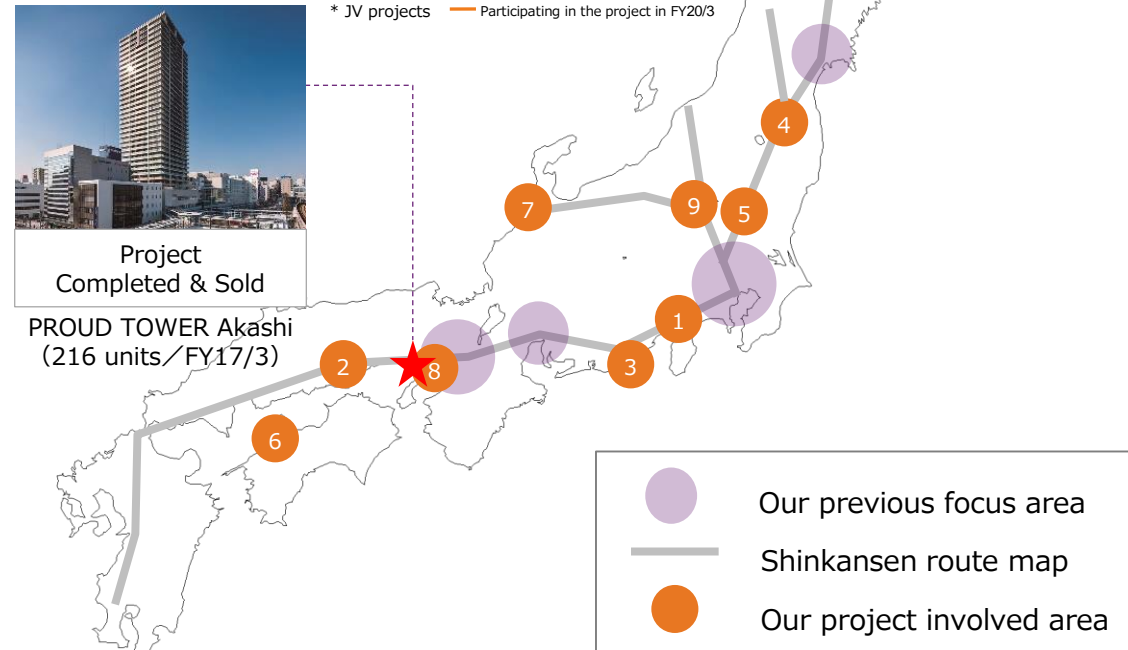 * JV projects
Participating in the project in FY20/3
Project
Completed & Sold
PROUD TOWER Akashi
（216 units／FY17/3）
4
7
9
5
1
2
8
3
6
Our previous focus area
Shinkansen route map
Our project involved area